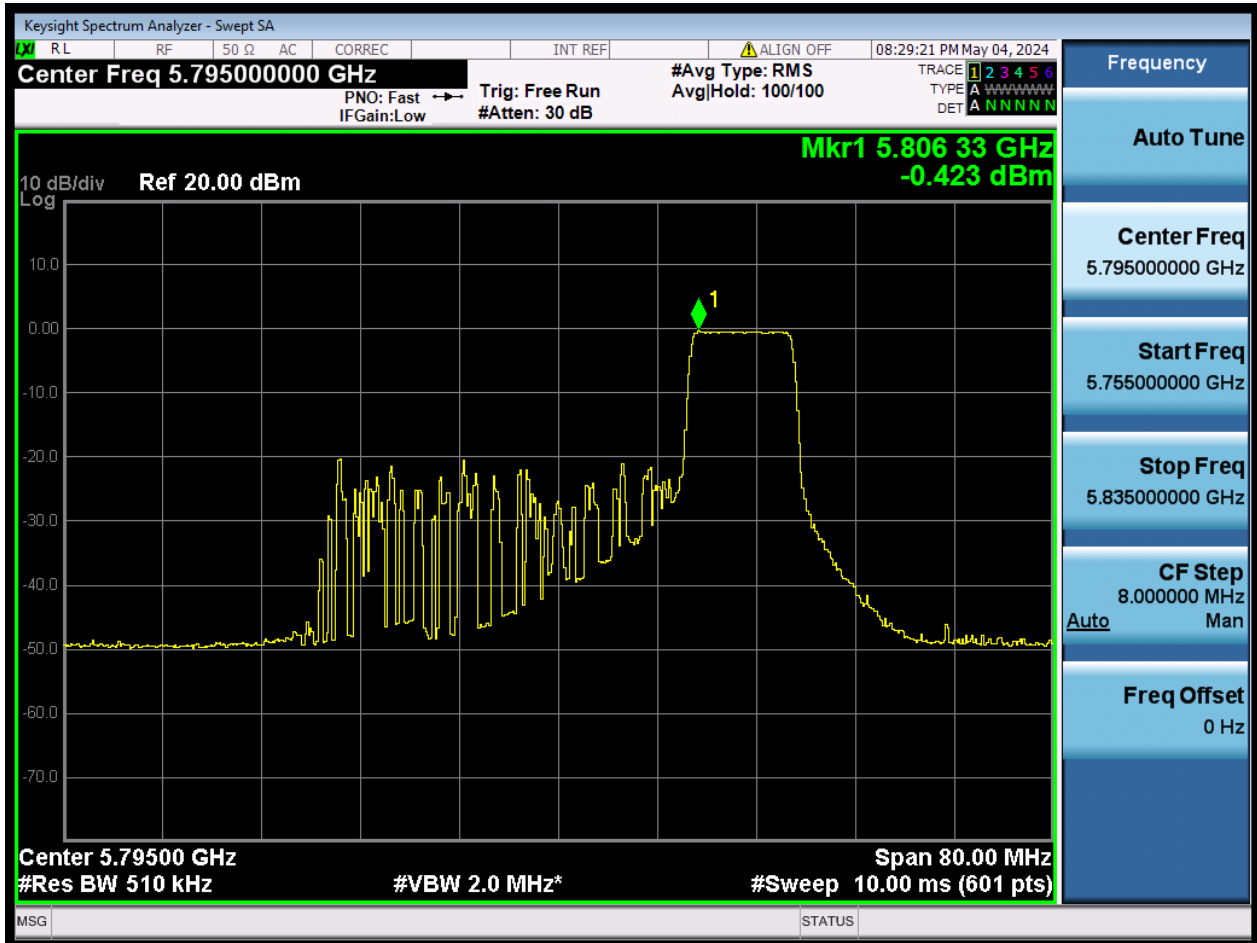 Keysight Spectrum Analyzer - Swept SA
LXI RL RF 50 Ω AC CORREC INT REF ALIGN OFF 08:29:21 PM May 04, 2024
Center Freq 5.795000000 GHz
PNO: Fast
IFGain:Low
Trig: Free Run
#Atten: 30 dB
#Avg Type: RMS
Avg|Hold: 100/100
TRACE 1 2 3 4 5 6
TYPE A WWWWW
DET A N N N N N
Mkr1 5.806 33 GHz
-0.423 dBm
10 dB/div Ref 20.00 dBm
Log
1
10.0
0.00
-10.0
-20.0
-30.0
-40.0
-50.0
-60.0
-70.0
Center 5.79500 GHz Span 80.00 MHz
#Res BW 510 kHz #VBW 2.0 MHz* #Sweep 10.00 ms (601 pts)
MSG STATUS
Frequency
Auto Tune
Center Freq
5.795000000 GHz
Start Freq
5.755000000 GHz
Stop Freq
5.835000000 GHz
CF Step
8.000000 MHz
Auto Man
Freq Offset
0 Hz